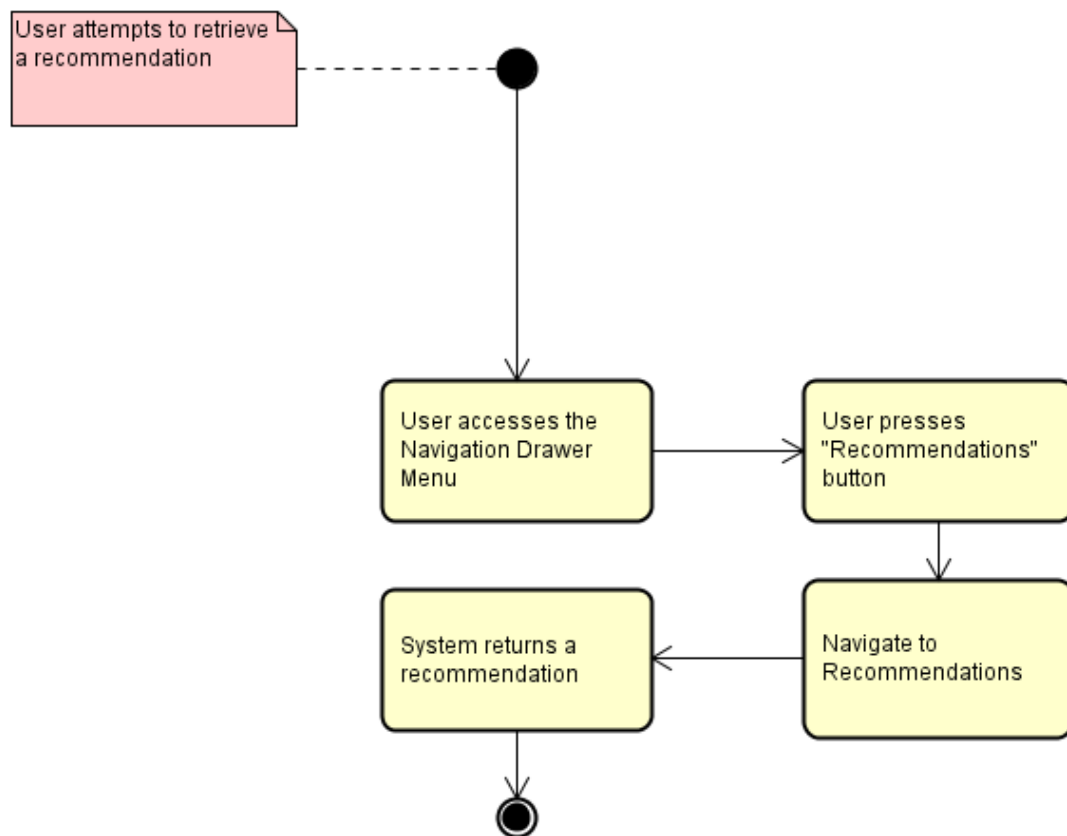 User attempts to retrieve
a recommendation
User accesses the
Navigation Drawer
Menu
User presses
"Recommendations"
button
System returns a
recommendation
Navigate to
Recommendations